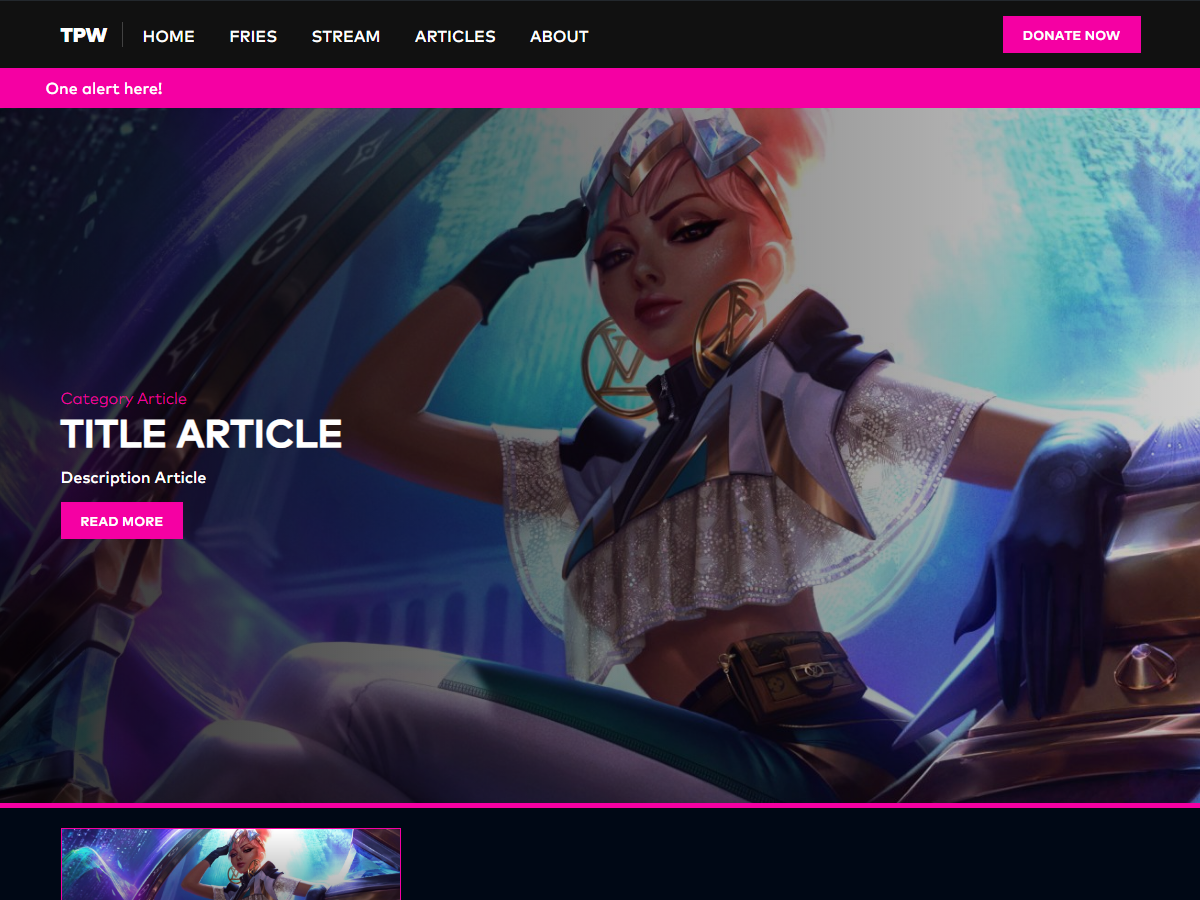 TPW HOME FRIES STREAM ARTICLES ABOUT DONATE NOW
One alert here!
Category Article
TITLE ARTICLE
Description Article
READ MORE